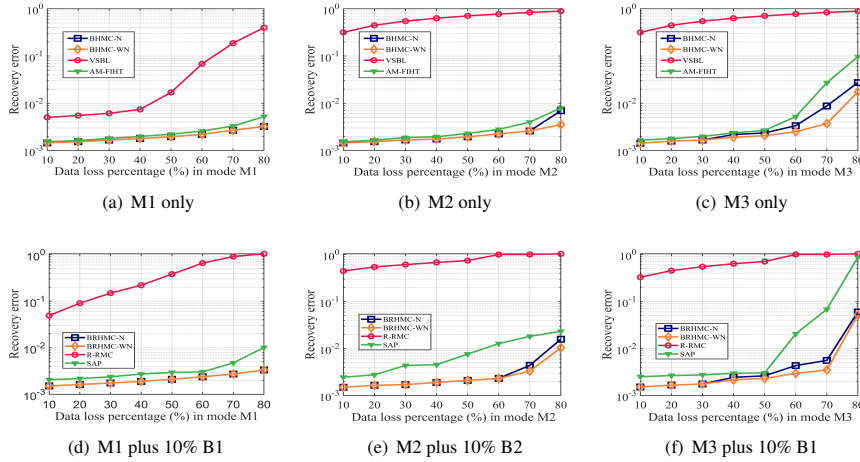 10^0
10^-1
10^-2
10^-3
Recovery error
BHMC-N
BHMC-WN
VSBL
AM-FIHT
10 20 30 40 50 60 70 80
Data loss percentage (%) in mode M1
(a) M1 only
10^0
10^-1
10^-2
10^-3
Recovery error
BHMC-N
BHMC-WN
VSBL
AM-FIHT
10 20 30 40 50 60 70 80
Data loss percentage (%) in mode M2
(b) M2 only
10^0
10^-1
10^-2
10^-3
Recovery error
BHMC-N
BHMC-WN
VSBL
AM-FIHT
10 20 30 40 50 60 70 80
Data loss percentage (%) in mode M3
(c) M3 only
10^0
10^-1
10^-2
10^-3
Recovery error
BRHMC-N
BRHMC-WN
R-RMC
SAP
10 20 30 40 50 60 70 80
Data loss percentage (%) in mode M1
(d) M1 plus 10% B1
10^0
10^-1
10^-2
10^-3
Recovery error
BRHMC-N
BRHMC-WN
R-RMC
SAP
10 20 30 40 50 60 70 80
Data loss percentage (%) in mode M2
(e) M2 plus 10% B2
10^0
10^-1
10^-2
10^-3
Recovery error
BRHMC-N
BRHMC-WN
R-RMC
SAP
10 20 30 40 50 60 70 80
Data loss percentage (%) in mode M3
(f) M3 plus 10% B1